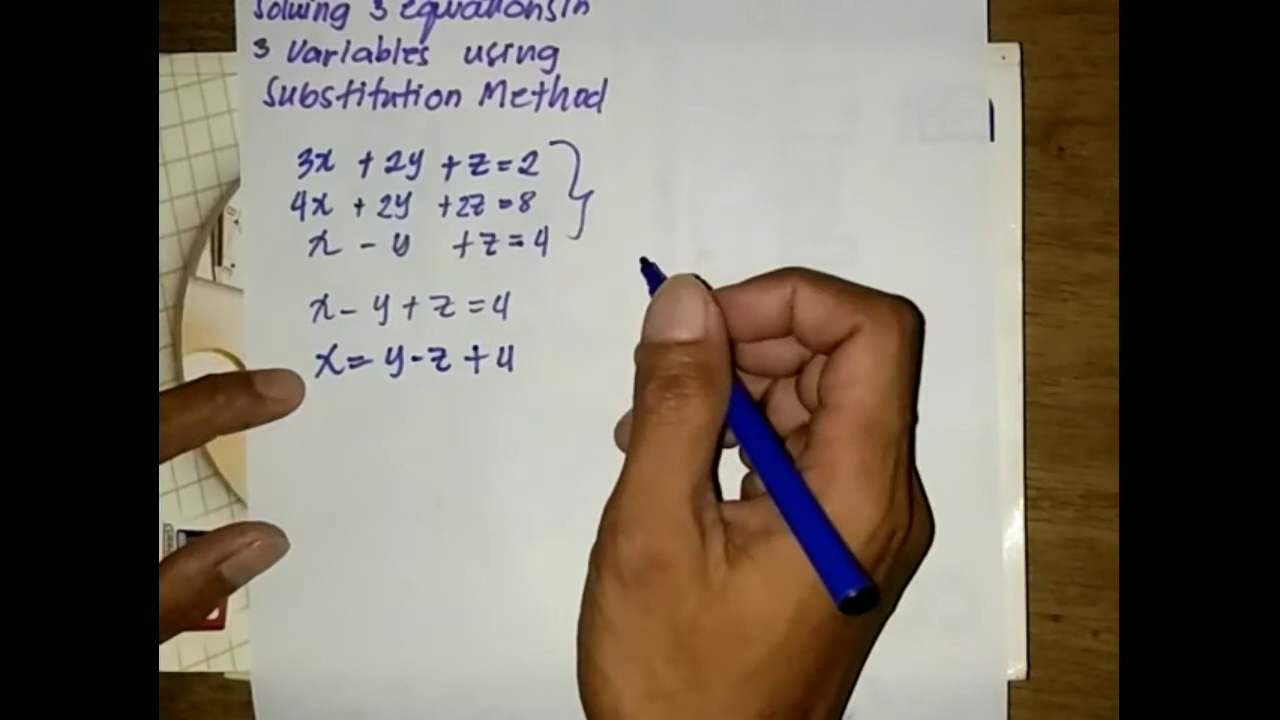 Solving 3 equations in
3 Variables using
Substitution Method
3x + 2y + z = 2
4x + 2y + 2z = 8
x - y + z = 4
x - y + z = 4
x = y - z + 4